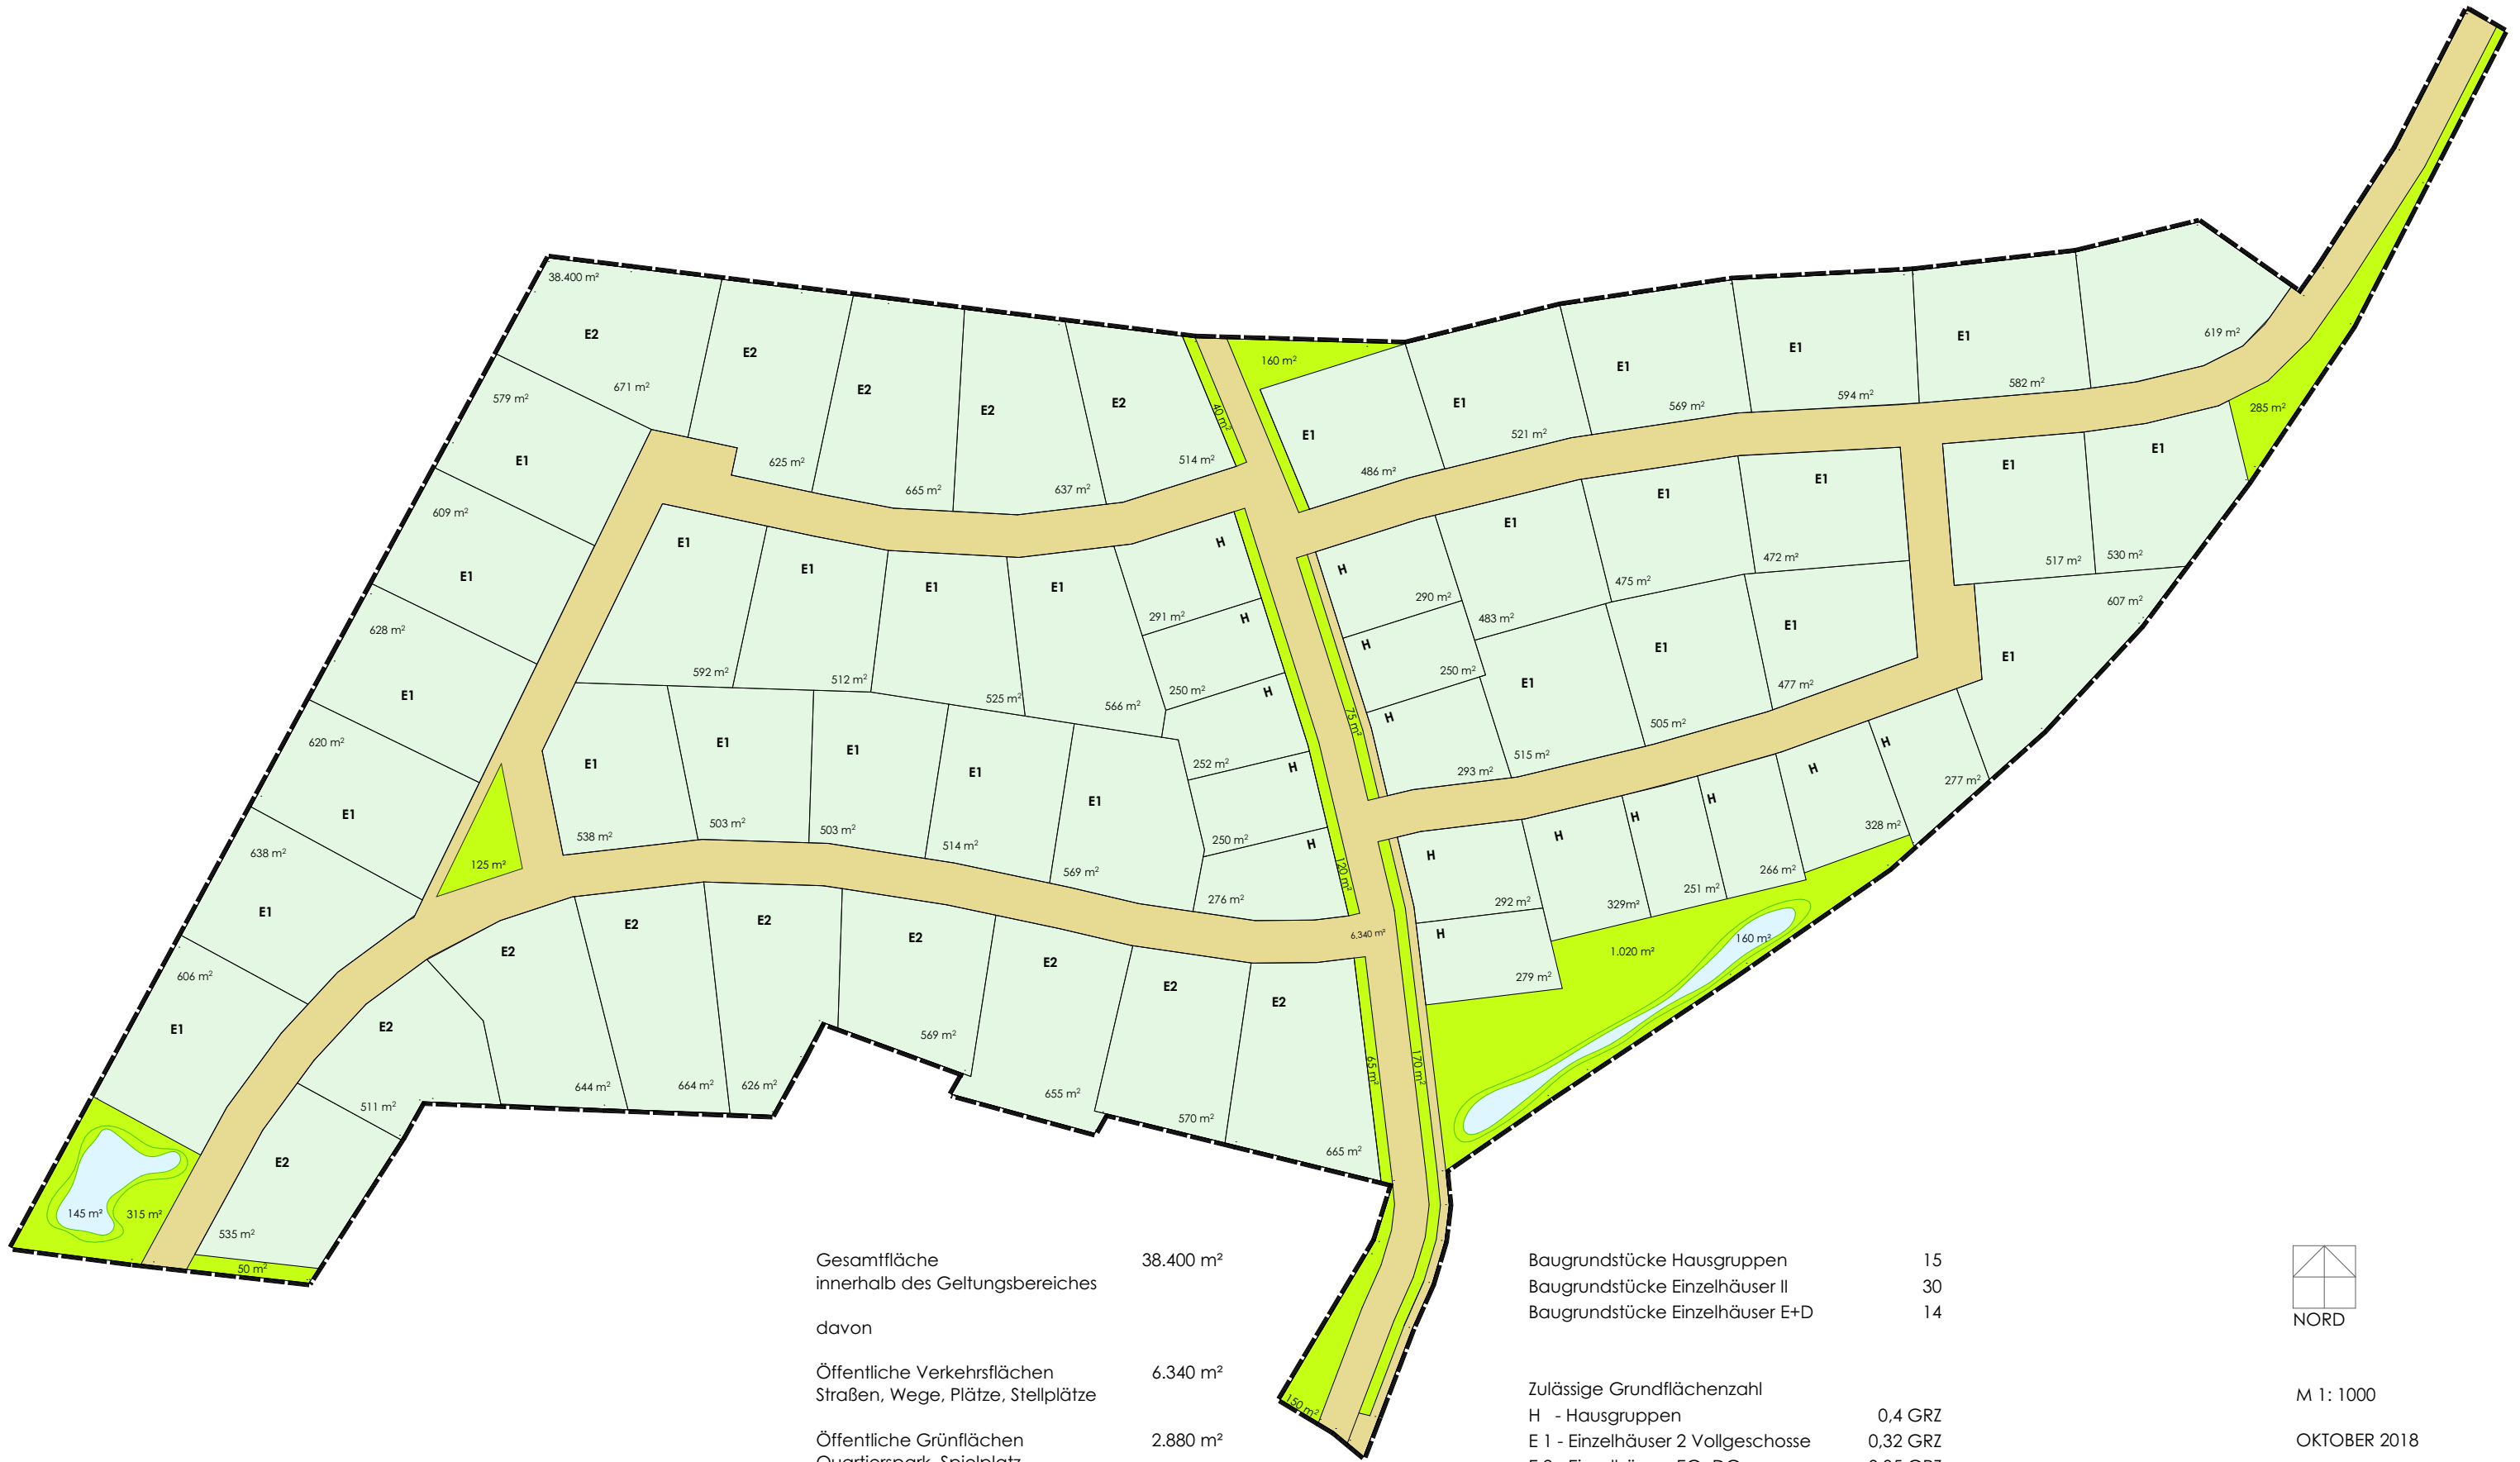 38.400 m²
E2
671 m²
E2
625 m²
E2
665 m²
E2
637 m²
E2
514 m²
40 m²
160 m²
E1
486 m²
E1
521 m²
E1
569 m²
E1
594 m²
E1
582 m²
619 m²
285 m²
579 m²
E1
609 m²
E1
628 m²
E1
620 m²
E1
638 m²
E1
606 m²
E1
E1
592 m²
E1
512 m²
E1
525 m²
E1
566 m²
H
291 m²
H
250 m²
H
252 m²
H
250 m²
H
276 m²
120 m²
75 m²
H
290 m²
H
250 m²
H
293 m²
E1
483 m²
E1
475 m²
E1
472 m²
E1
517 m²
E1
530 m²
E1
515 m²
E1
505 m²
E1
477 m²
607 m²
E1
E1
538 m²
E1
503 m²
E1
503 m²
E1
514 m²
E1
569 m²
125 m²
H
292 m²
H
329m²
H
251 m²
H
266 m²
H
328 m²
277 m²
H
279 m²
1.020 m²
160 m²
6.340 m²
E2
511 m²
E2
644 m²
E2
664 m²
E2
626 m²
E2
569 m²
E2
655 m²
E2
570 m²
E2
665 m²
65 m²
170 m²
E2
535 m²
145 m²
315 m²
50 m²
150 m²
Gesamtfläche 38.400 m²
innerhalb des Geltungsbereiches
davon
Öffentliche Verkehrsflächen 6.340 m²
Straßen, Wege, Plätze, Stellplätze
Öffentliche Grünflächen 2.880 m²
Baugrundstücke Hausgruppen 15
Baugrundstücke Einzelhäuser II 30
Baugrundstücke Einzelhäuser E+D 14
Zulässige Grundflächenzahl
H - Hausgruppen 0,4 GRZ
E 1 - Einzelhäuser 2 Vollgeschosse 0,32 GRZ
NORD
M 1: 1000
OKTOBER 2018